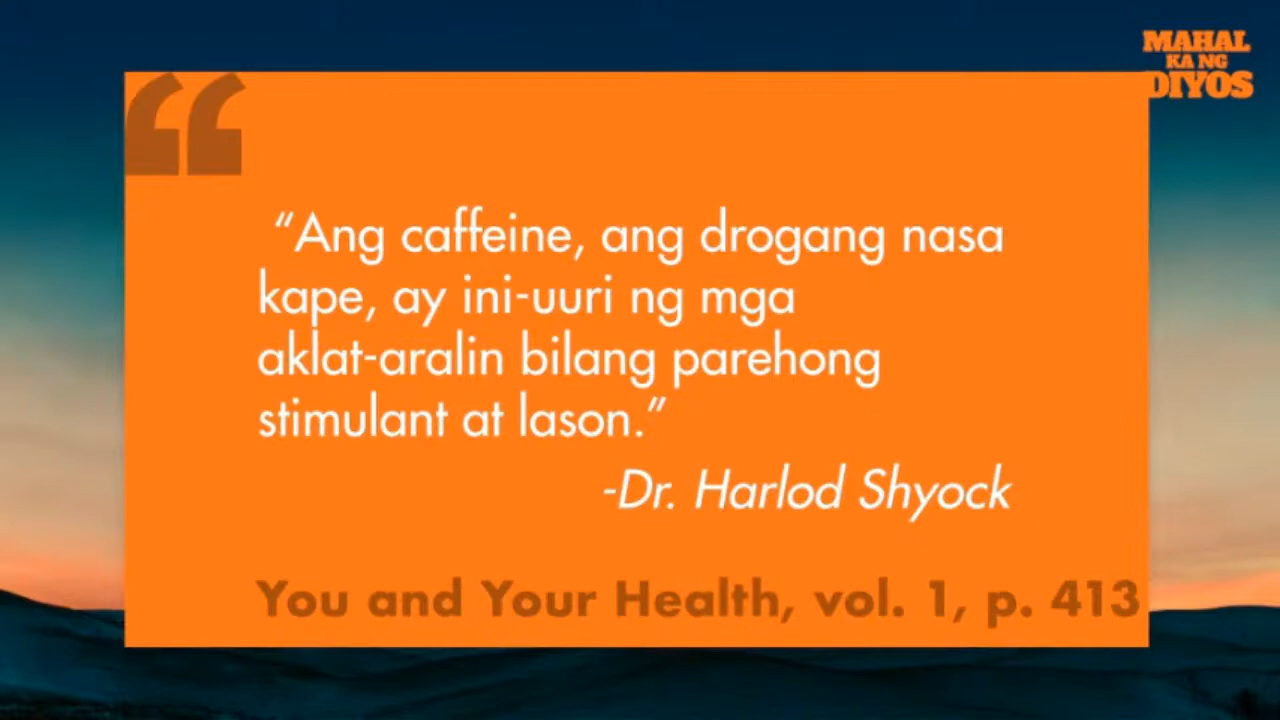 MAHAL
KA NG
DIYOS
“Ang caffeine, ang drogang nasa
kape, ay ini-uuri ng mga
aklat-aralin bilang parehong
stimulant at lason.”
-Dr. Harlod Shyock
You and Your Health, vol. 1, p. 413